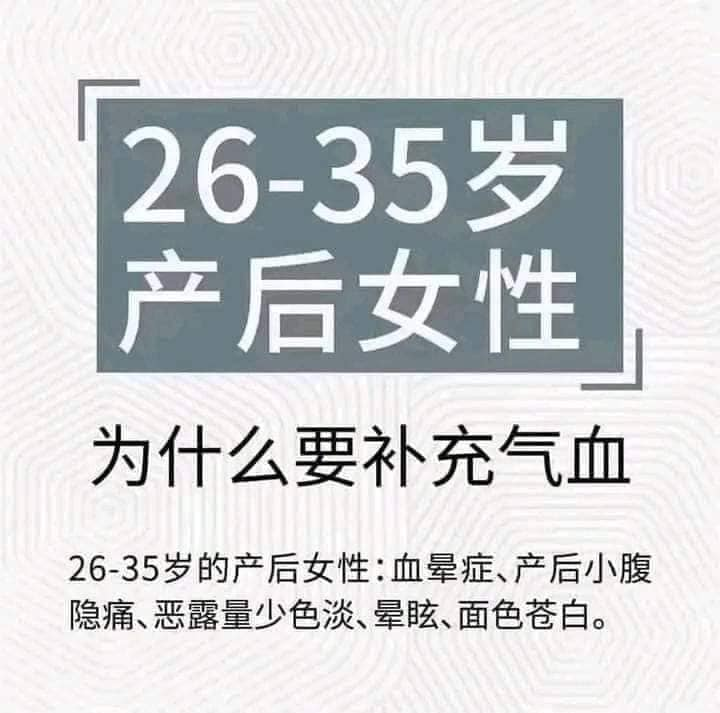 26-35岁
产后女性
为什么要补充气血
26-35岁的产后女性：血晕症、产后小腹
隐痛、恶露量少色淡、晕眩、面色苍白。